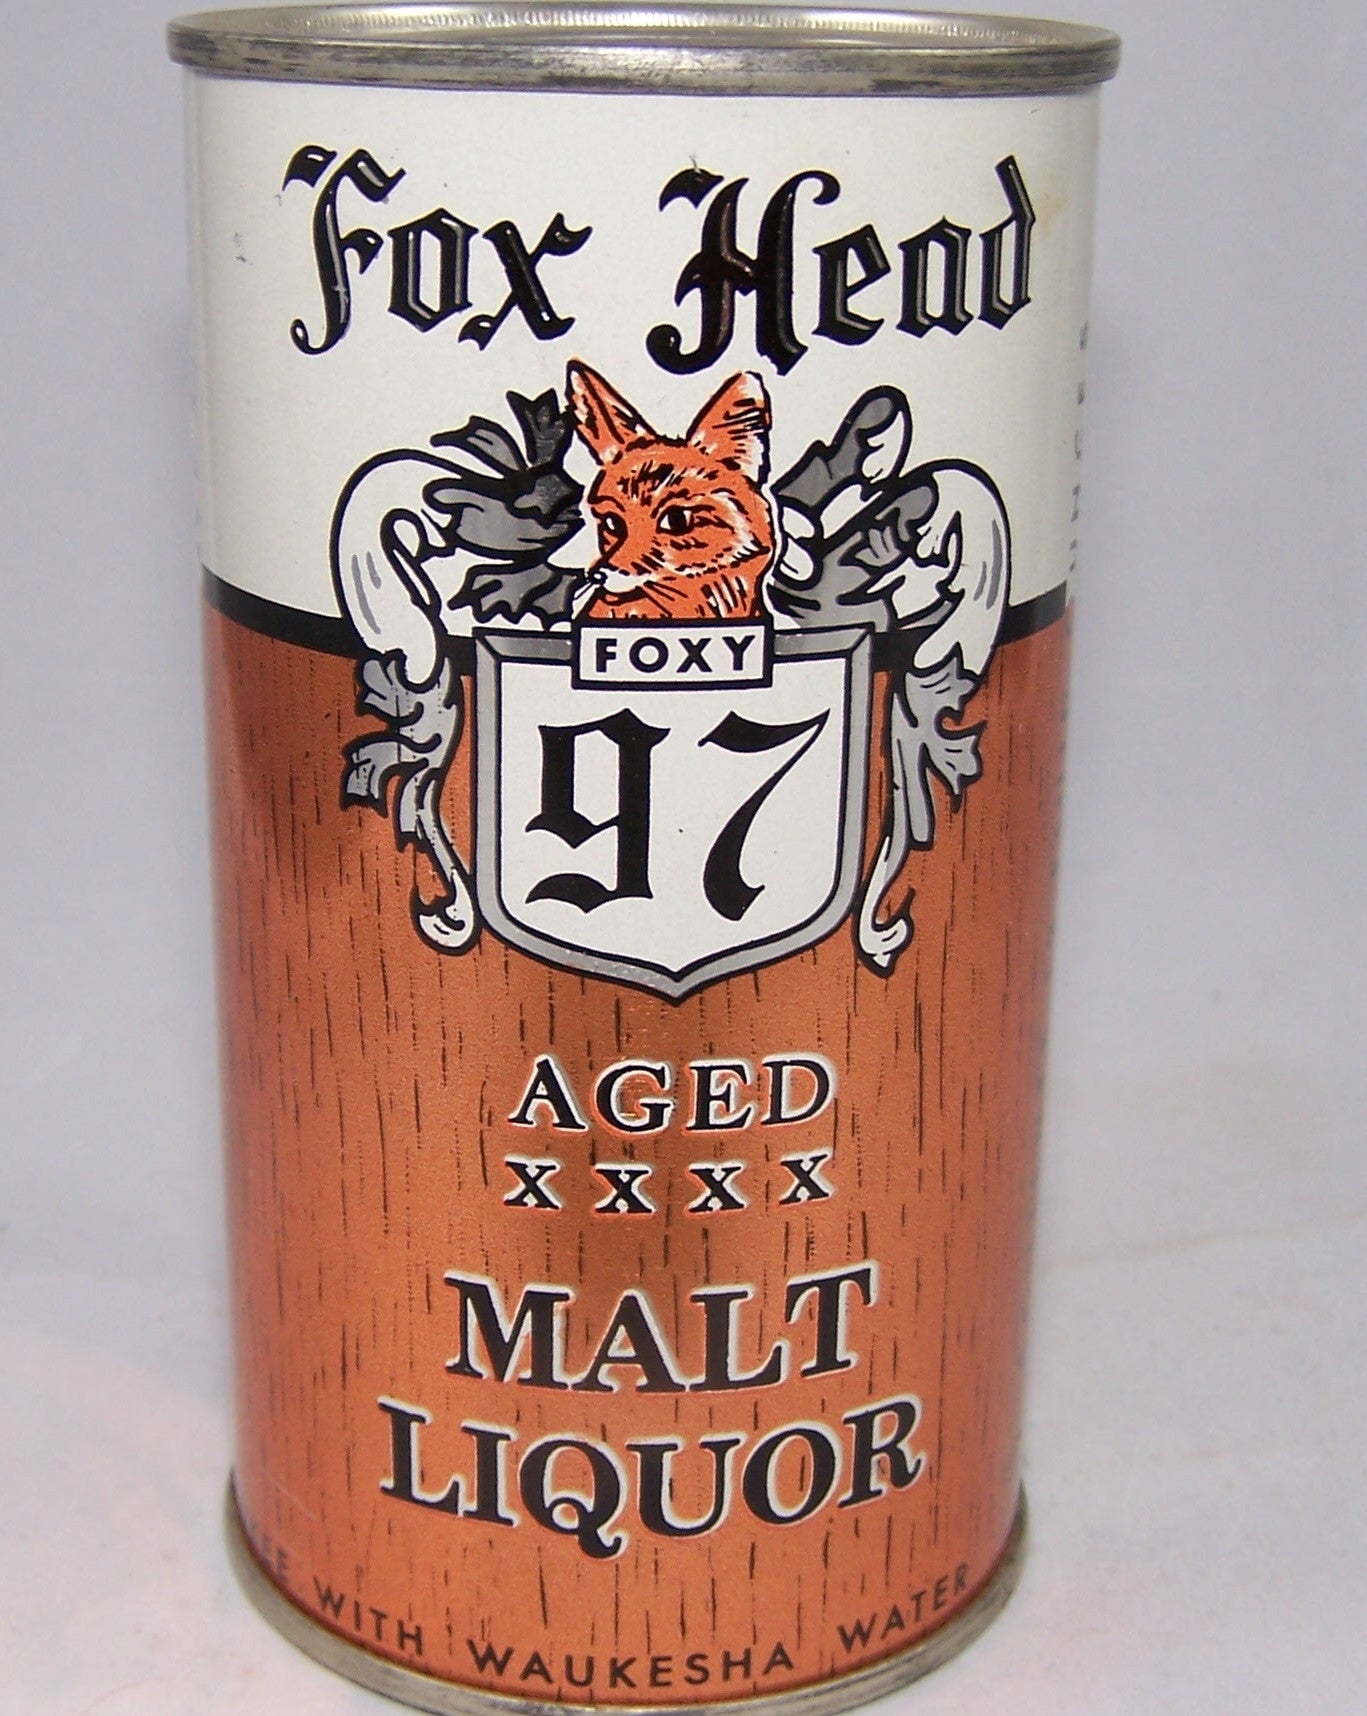 Fox Head
FOXY
97
AGED
XXXX
MALT
LIQUOR
WITH WAUKESHA WATER